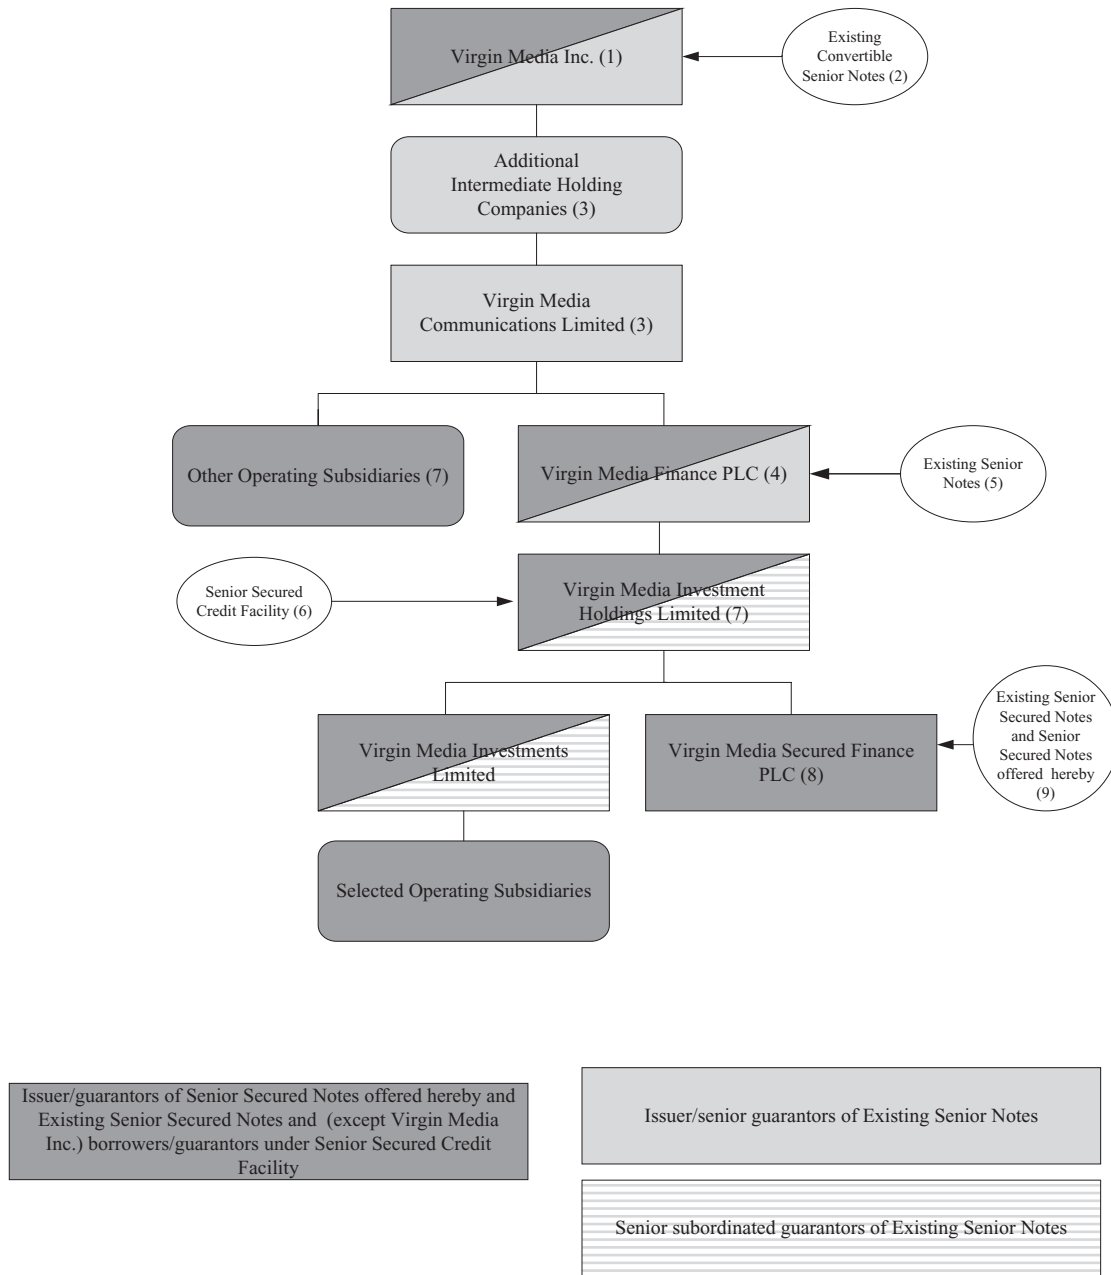 Virgin Media Inc. (1)
Existing
Convertible
Senior Notes (2)
Additional
Intermediate Holding
Companies (3)
Virgin Media
Communications Limited (3)
Other Operating Subsidiaries (7)
Virgin Media Finance PLC (4)
Existing Senior
Notes (5)
Senior Secured
Credit Facility (6)
Virgin Media Investment
Holdings Limited (7)
Virgin Media Investments
Limited
Virgin Media Secured Finance
PLC (8)
Existing Senior
Secured Notes
and Senior
Secured Notes
offered hereby
(9)
Selected Operating Subsidiaries
Issuer/guarantors of Senior Secured Notes offered hereby and
Existing Senior Secured Notes and (except Virgin Media
Inc.) borrowers/guarantors under Senior Secured Credit
Facility
Issuer/senior guarantors of Existing Senior Notes
Senior subordinated guarantors of Existing Senior Notes